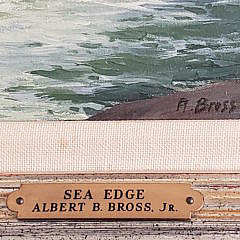 A. Bross
SEA EDGE
ALBERT B. BROSS, JR.